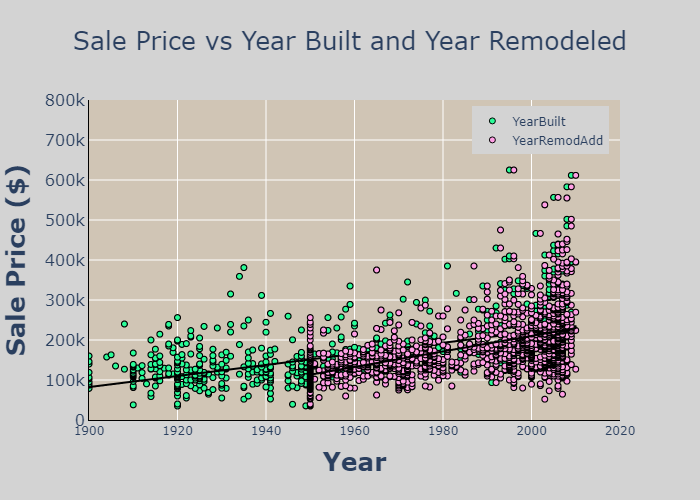 Sale Price vs Year Built and Year Remodeled
800k
700k
600k
500k
400k
300k
200k
100k
0
Sale Price ($)
YearBuilt
YearRemodAdd
1900 1920 1940 1960 1980 2000 2020
Year